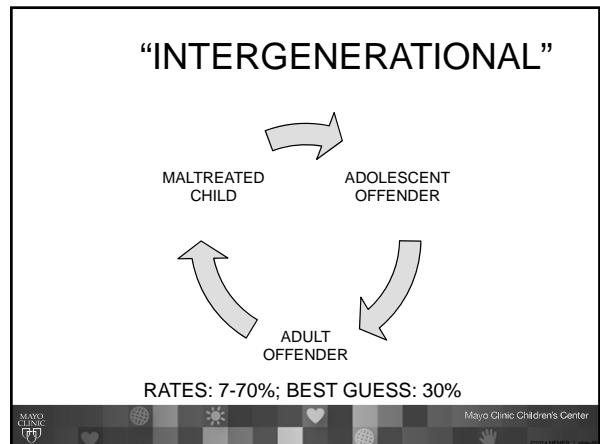 “INTERGENERATIONAL”
MALTREATED
CHILD
ADOLESCENT
OFFENDER
ADULT
OFFENDER
RATES: 7-70%; BEST GUESS: 30%
MAYO
CLINIC
Mayo Clinic Children's Center